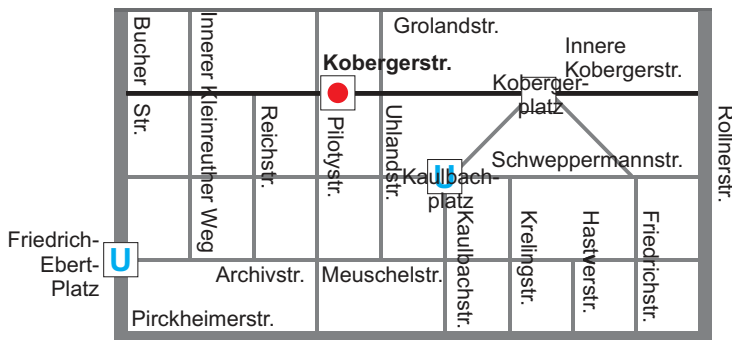 Grolandstr.
Innere
Kobergerstr.
Kobergerstr.
Koberger-
platz
Bucher
Str.
Innerer Kleinreuther Weg
Reichstr.
Pilotystr.
Uhlandstr.
Rollnerstr.
Schweppermannstr.
U
Kaulbach-
platz
Kaulbachstr.
Krelingstr.
Hastverstr.
Friedrichstr.
Friedrich-
Ebert-
Platz
U
Archivstr.
Meuschelstr.
Pirckheimerstr.